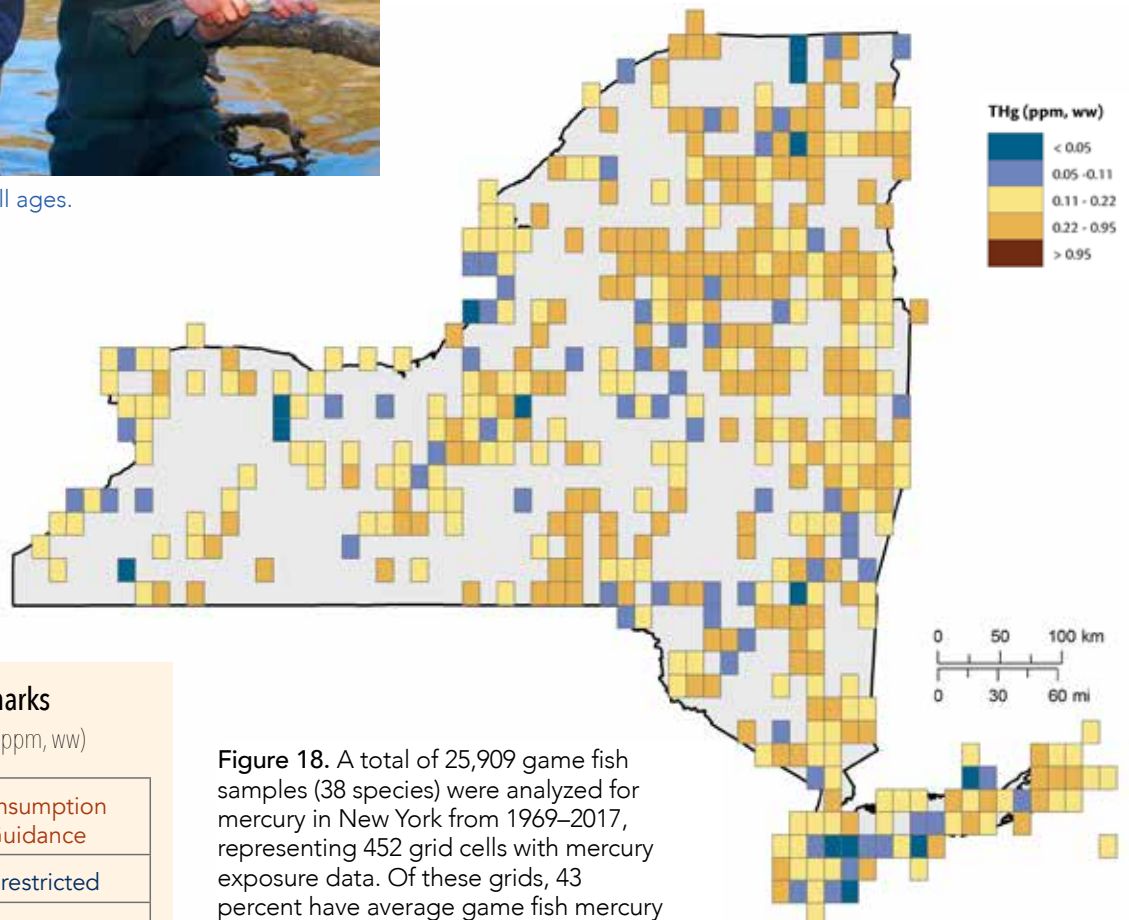 ll ages.
THg (ppm, ww)
< 0.05
0.05 -0.11
0.11 - 0.22
0.22 - 0.95
> 0.95
0 50 100 km
0 30 60 mi
arks
ppm, ww)
nsumption
uidance
restricted
Figure 18. A total of 25,909 game fish
samples (38 species) were analyzed for
mercury in New York from 1969–2017,
representing 452 grid cells with mercury
exposure data. Of these grids, 43
percent have average game fish mercury